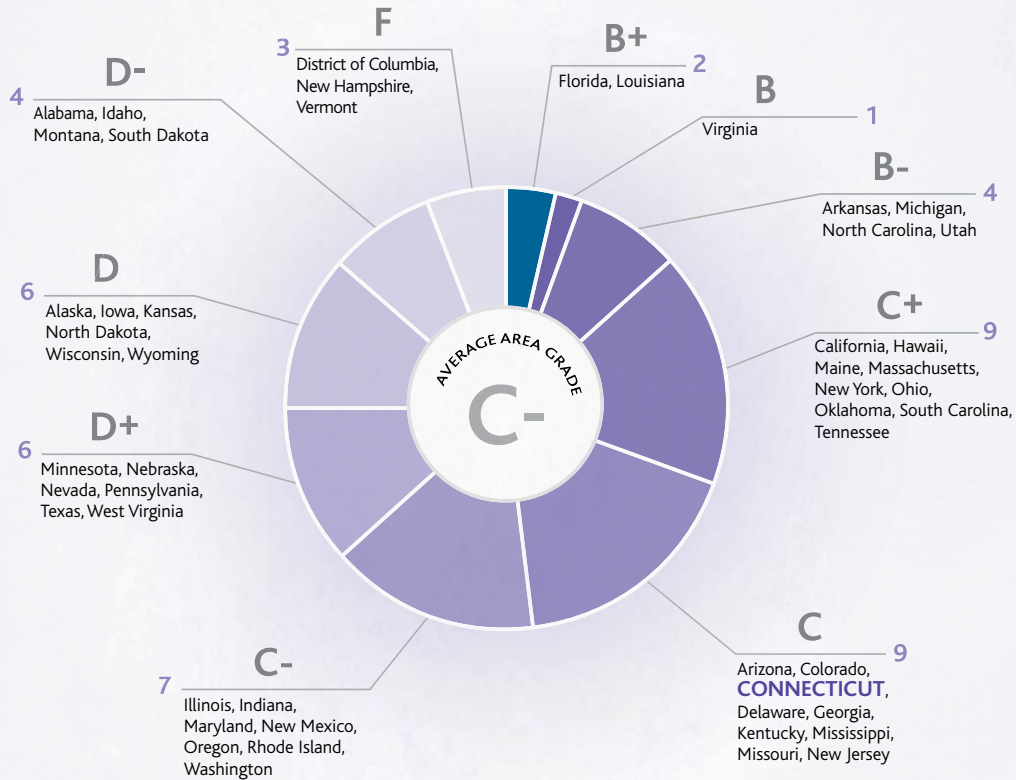 F
3
District of Columbia,
New Hampshire,
Vermont
B+
2
Florida, Louisiana
B
1
Virginia
B-
4
Arkansas, Michigan,
North Carolina, Utah
C+
9
California, Hawaii,
Maine, Massachusetts,
New York, Ohio,
Oklahoma, South Carolina,
Tennessee
C
9
Arizona, Colorado,
CONNECTICUT,
Delaware, Georgia,
Kentucky, Mississippi,
Missouri, New Jersey
C-
7
Illinois, Indiana,
Maryland, New Mexico,
Oregon, Rhode Island,
Washington
D+
6
Minnesota, Nebraska,
Nevada, Pennsylvania,
Texas, West Virginia
D
6
Alaska, Iowa, Kansas,
North Dakota,
Wisconsin, Wyoming
D-
4
Alabama, Idaho,
Montana, South Dakota
AVERAGE AREA GRADE
C-